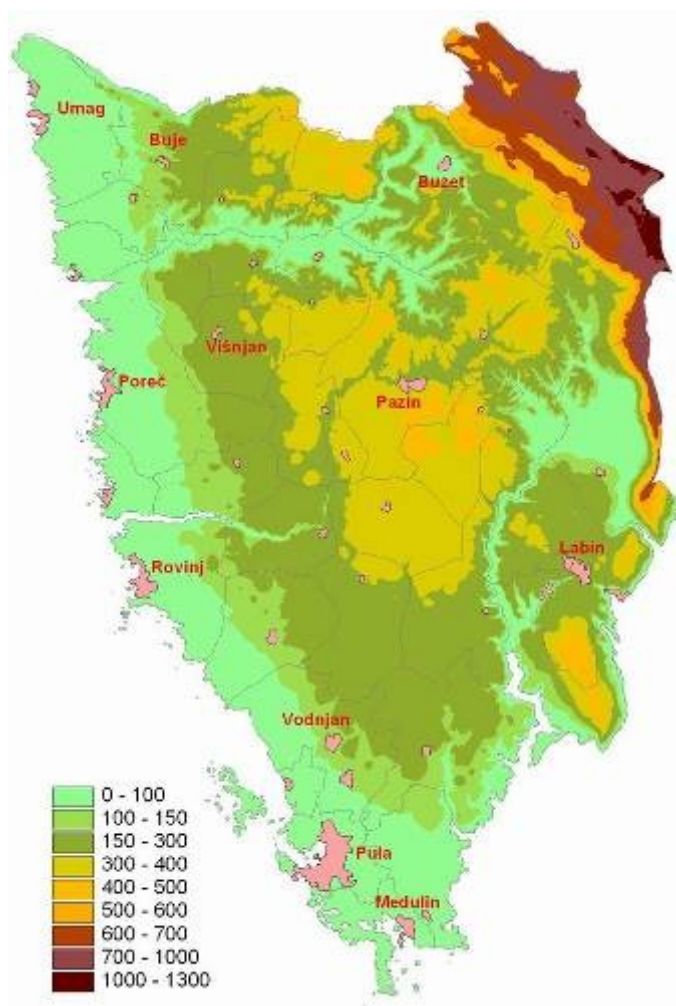 Umag
Buje
Buzet
Višnjan
Poreč
Pazin
Labin
Rovinj
Vodnjan
Pula
Medulin
0 - 100
100 - 150
150 - 300
300 - 400
400 - 500
500 - 600
600 - 700
700 - 1000
1000 - 1300